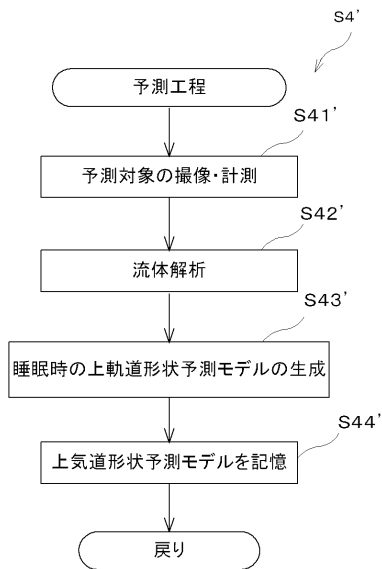 S4'
予測工程
S41'
予測対象の撮像・計測
S42'
流体解析
S43'
睡眠時の上軌道形状予測モデルの生成
S44'
上気道形状予測モデルを記憶
戻り